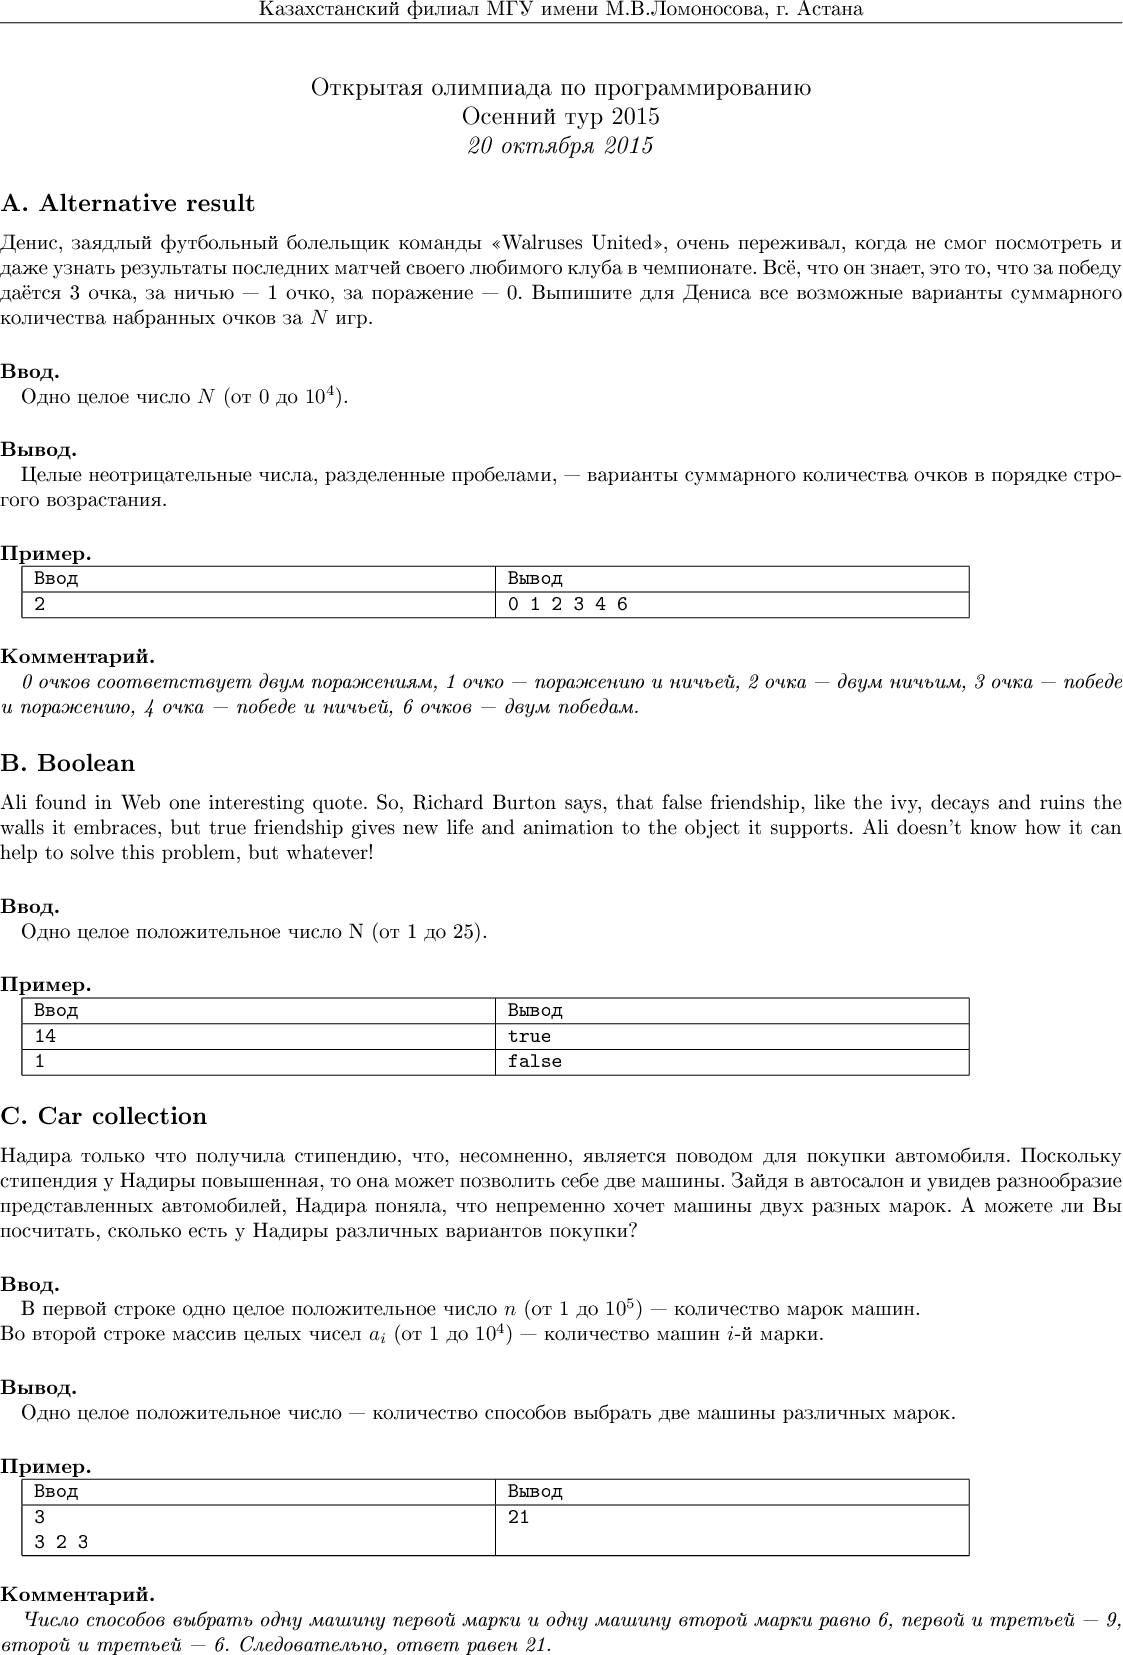 Казахстанский филиал МГУ имени М.В.Ломоносова, г. Астана
Открытая олимпиада по программированию
Осенний тур 2015
20 октября 2015
A. Alternative result
Денис, заядлый футбольный болельщик команды «Walruses United», очень переживал, когда не смог посмотреть и
даже узнать результаты последних матчей своего любимого клуба в чемпионате. Всё, что он знает, это то, что за победу
даётся 3 очка, за ничью — 1 очко, за поражение — 0. Выпишите для Дениса все возможные варианты суммарного
количества набранных очков за N игр.
Ввод.
Одно целое число N (от 0 до 10^4).
Вывод.
Целые неотрицательные числа, разделенные пробелами, — варианты суммарного количества очков в порядке стро-
гого возрастания.
Пример.
Ввод Вывод
2 0 1 2 3 4 6
Комментарий.
0 очков соответствует двум поражениям, 1 очко — поражению и ничьей, 2 очка — двум ничьим, 3 очка — победе
и поражению, 4 очка — победе и ничьей, 6 очков — двум победам.
B. Boolean
Ali found in Web one interesting quote. So, Richard Burton says, that false friendship, like the ivy, decays and ruins the
walls it embraces, but true friendship gives new life and animation to the object it supports. Ali doesn't know how it can
help to solve this problem, but whatever!
Ввод.
Одно целое положительное число N (от 1 до 25).
Пример.
Ввод Вывод
14 true
1 false
C. Car collection
Надира только что получила стипендию, что, несомненно, является поводом для покупки автомобиля. Поскольку
стипендия у Надиры повышенная, то она может позволить себе две машины. Зайдя в автосалон и увидев разнообразие
представленных автомобилей, Надира поняла, что непременно хочет машины двух разных марок. А можете ли Вы
посчитать, сколько есть у Надиры различных вариантов покупки?
Ввод.
В первой строке одно целое положительное число n (от 1 до 10^5) — количество марок машин.
Во второй строке массив целых чисел a_i (от 1 до 10^4) — количество машин i-й марки.
Вывод.
Одно целое положительное число — количество способов выбрать две машины различных марок.
Пример.
Ввод Вывод
3 21
3 2 3
Комментарий.
Число способов выбрать одну машину первой марки и одну машину второй марки равно 6, первой и третьей — 9,
второй и третьей — 6. Следовательно, ответ равен 21.